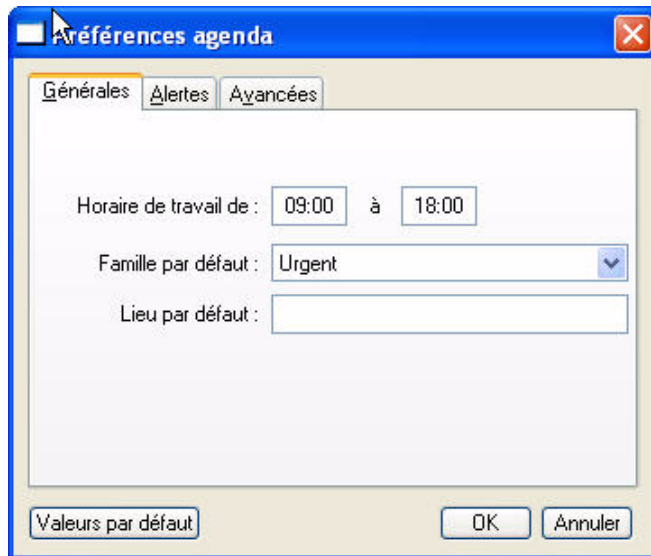 Préférences agenda
Générales Alertes Avancées
Horaire de travail de : 09:00 à 18:00
Famille par défaut : Urgent
Lieu par défaut :
Valeurs par défaut OK Annuler